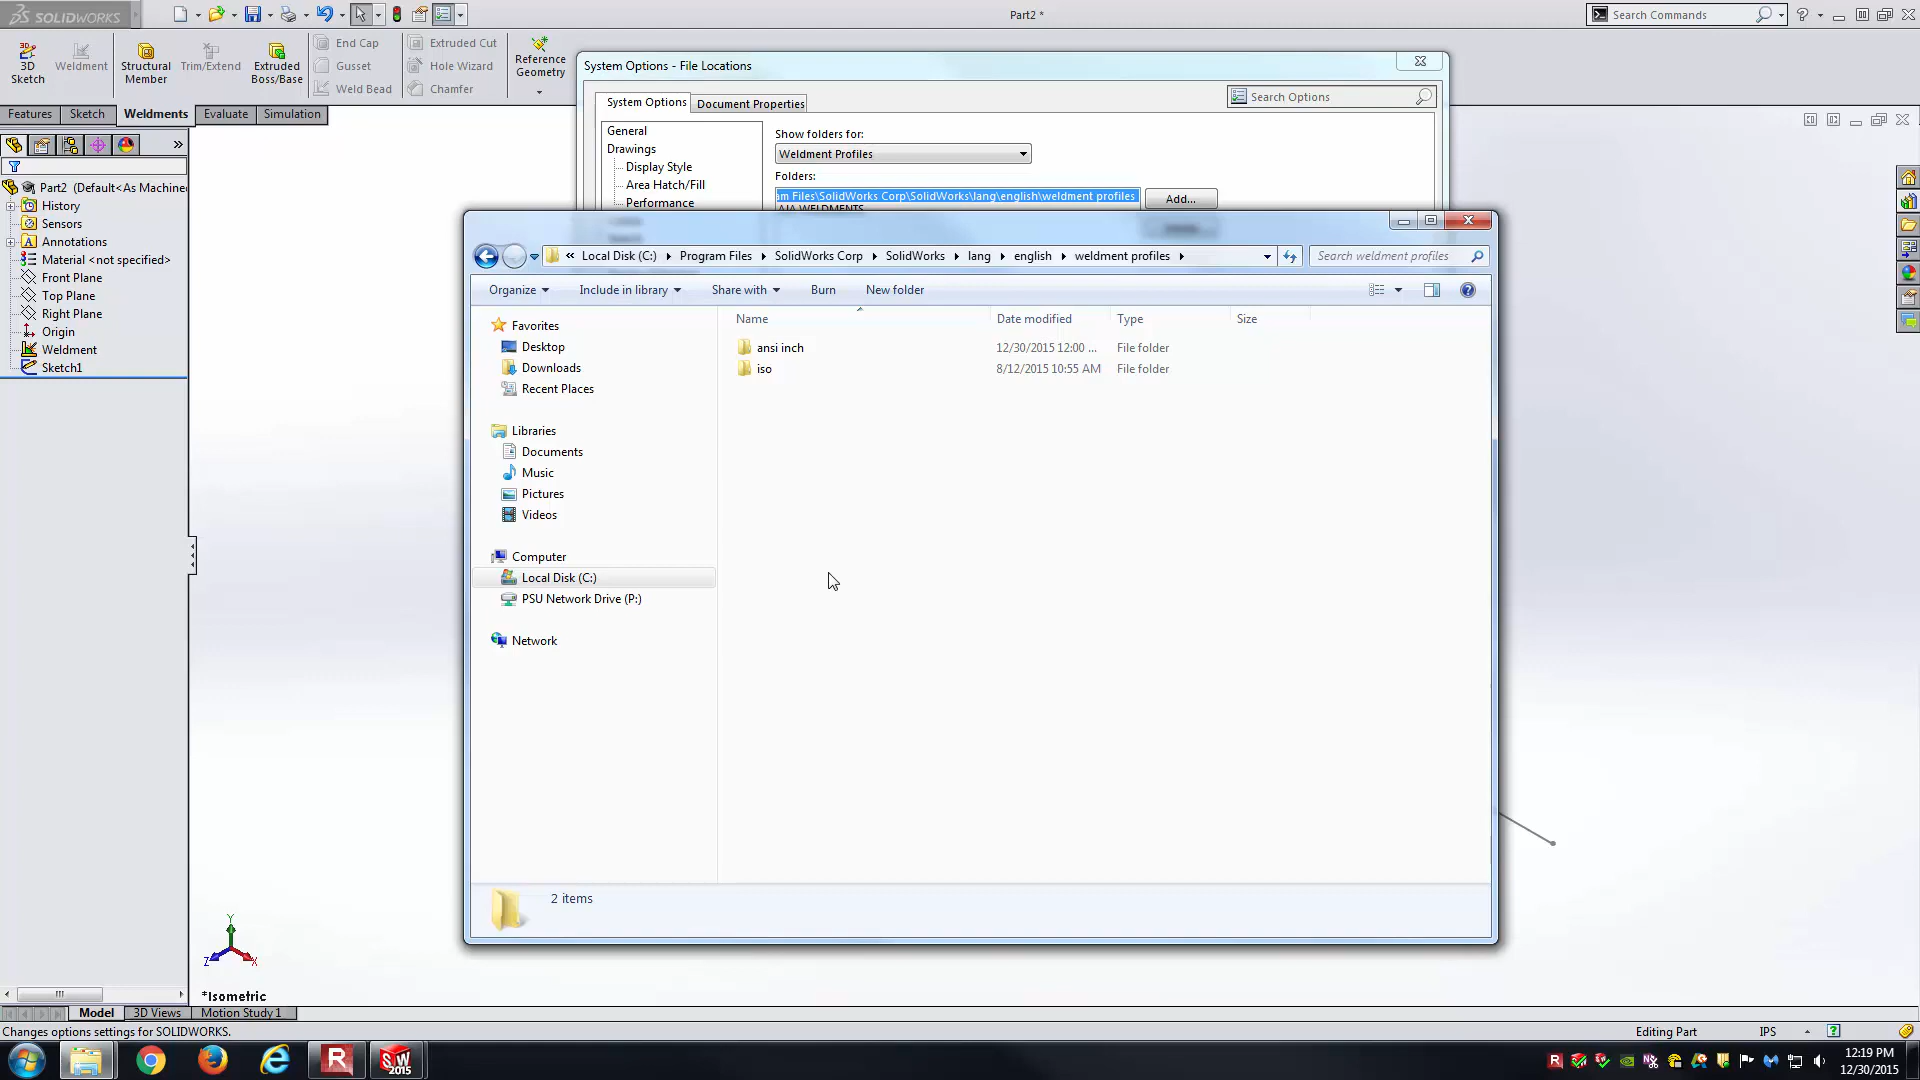 SOLIDWORKS
Part2 *
Search Commands
3D Sketch
Weldment
Structural Member
Trim/Extend
Extruded Boss/Base
End Cap
Gusset
Weld Bead
Extruded Cut
Hole Wizard
Chamfer
Reference Geometry
Features
Sketch
Weldments
Evaluate
Simulation
Part2 (Default<As Machine
History
Sensors
Annotations
Material <not specified>
Front Plane
Top Plane
Right Plane
Origin
Weldment
Sketch1
System Options - File Locations
System Options
Document Properties
Search Options
General
Drawings
Display Style
Area Hatch/Fill
Performance
Show folders for:
Weldment Profiles
Folders:
am Files\SolidWorks Corp\SolidWorks\lang\english\weldment profiles
Add...
« Local Disk (C:) Program Files SolidWorks Corp SolidWorks lang english weldment profiles
Search weldment profiles
Organize
Include in library
Share with
Burn
New folder
Name
Date modified
Type
Size
ansi inch 12/30/2015 12:00 ... File folder
iso 8/12/2015 10:55 AM File folder
Favorites
Desktop
Downloads
Recent Places
Libraries
Documents
Music
Pictures
Videos
Computer
Local Disk (C:)
PSU Network Drive (P:)
Network
2 items
Y
Z
X
*Isometric
Model
3D Views
Motion Study 1
Changes options settings for SOLIDWORKS.
Editing Part
IPS
SW 2015
12:19 PM
12/30/2015